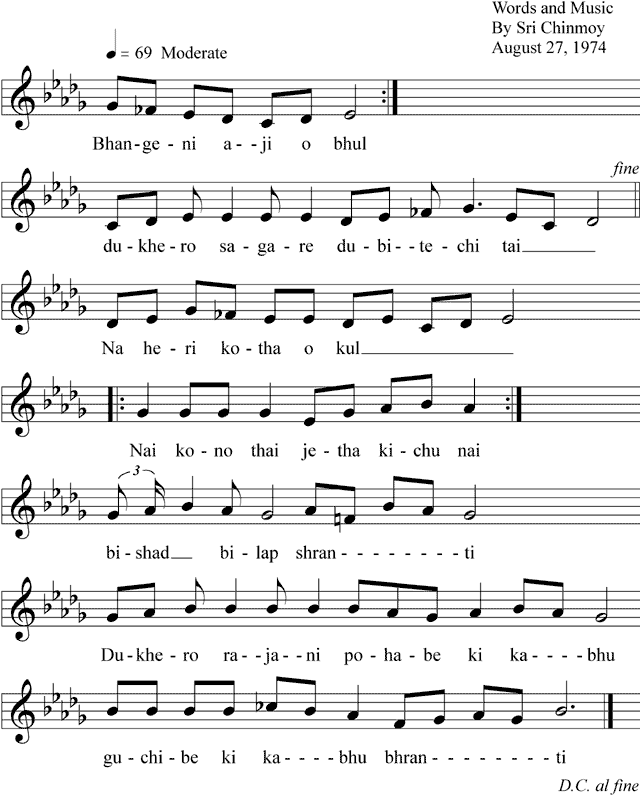 Words and Music
By Sri Chinmoy
August 27, 1974
= 69 Moderate
Bhan-ge-ni a--ji o bhul
fine
du-khe-ro sa-ga-re du-bi--te-chi tai
Na he-ri ko-tha o kul
Nai ko-no thai je-tha ki-chu nai
3
bi-shad bi-lap shran--------ti
Du-khe-ro ra--ja--ni po-ha-be ki ka----bhu
gu-chi-be ki ka----bhu bhran---------ti
D.C. al fine